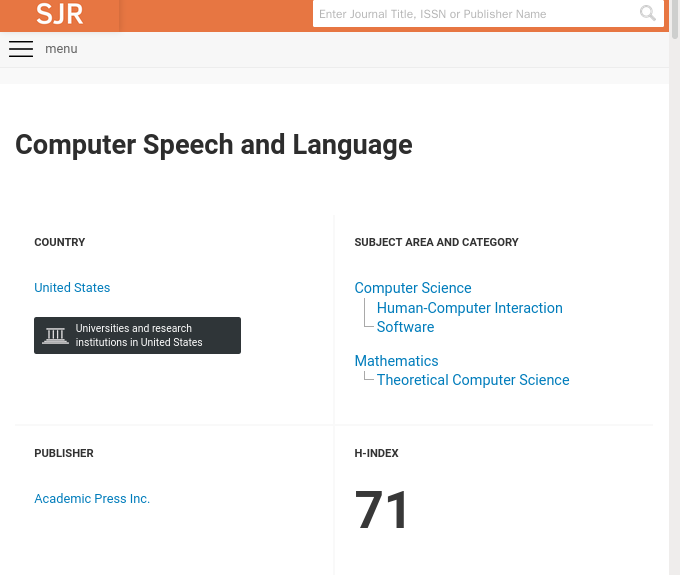 SJR
Enter Journal Title, ISSN or Publisher Name
menu
Computer Speech and Language
COUNTRY
United States
Universities and research
institutions in United States
SUBJECT AREA AND CATEGORY
Computer Science
Human-Computer Interaction
Software
Mathematics
Theoretical Computer Science
PUBLISHER
Academic Press Inc.
H-INDEX
71